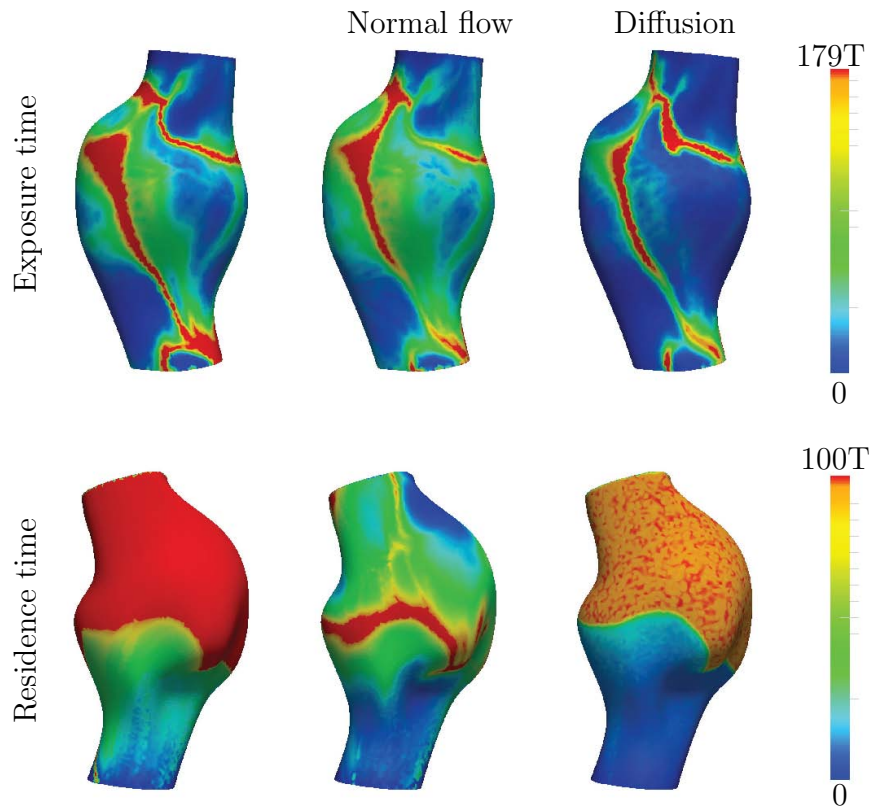 Normal flow Diffusion
Exposure time
179T
0
Residence time
100T
0